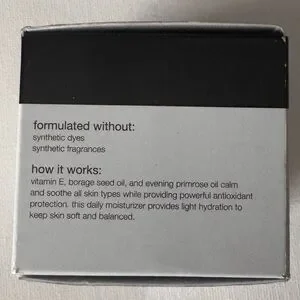 formulated without:
synthetic dyes
synthetic fragrances
how it works:
vitamin E, borage seed oil, and evening primrose oil calm
and soothe all skin types while providing powerful antioxidant
protection. this daily moisturizer provides light hydration to
keep skin soft and balanced.